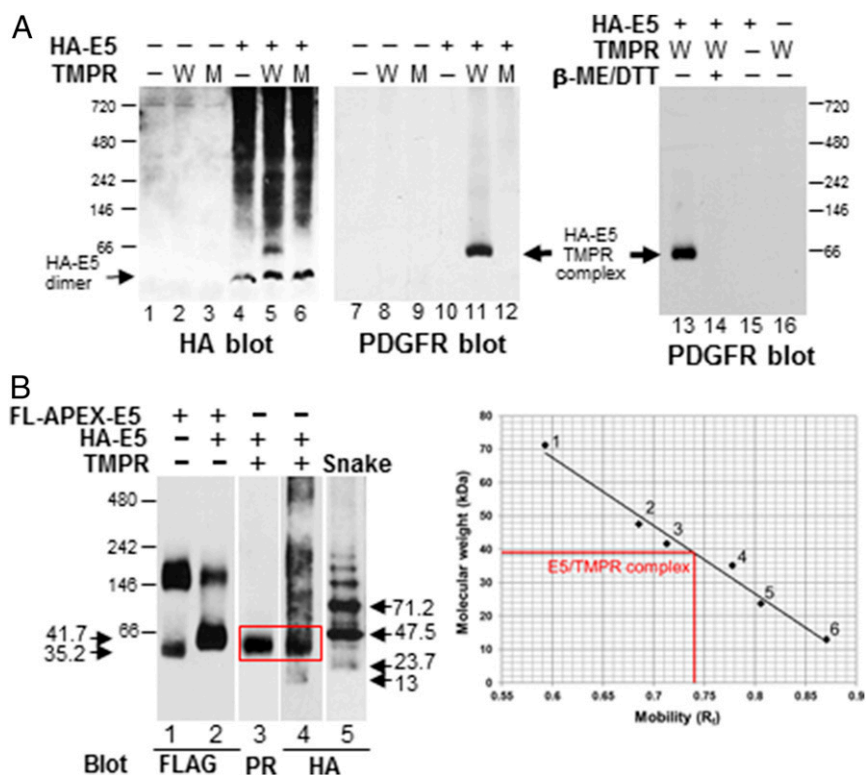 A
HA-E5 – – – + + +
TMPR – W M – W M
720
480
242
146
66
HA-E5 dimer
1 2 3 4 5 6
HA blot
– – – + + +
– W M – W M
7 8 9 10 11 12
PDGFR blot
HA-E5
TMPR
complex
HA-E5 + + + –
TMPR W W – W
β-ME/DTT – + – –
720
480
242
146
66
13 14 15 16
PDGFR blot
B
FL-APEX-E5 + + – –
HA-E5 – + + +
TMPR – – + + Snake
480
242
146
66
41.7
35.2
71.2
47.5
23.7
13
1 2 3 4 5
Blot FLAG PR HA
Molecular weight (kDa)
80
70
60
50
40
30
20
10
0
1
2
3
4
5
6
E5/TMPR complex
0.55 0.6 0.65 0.7 0.75 0.8 0.85 0.9
Mobility (Rf)